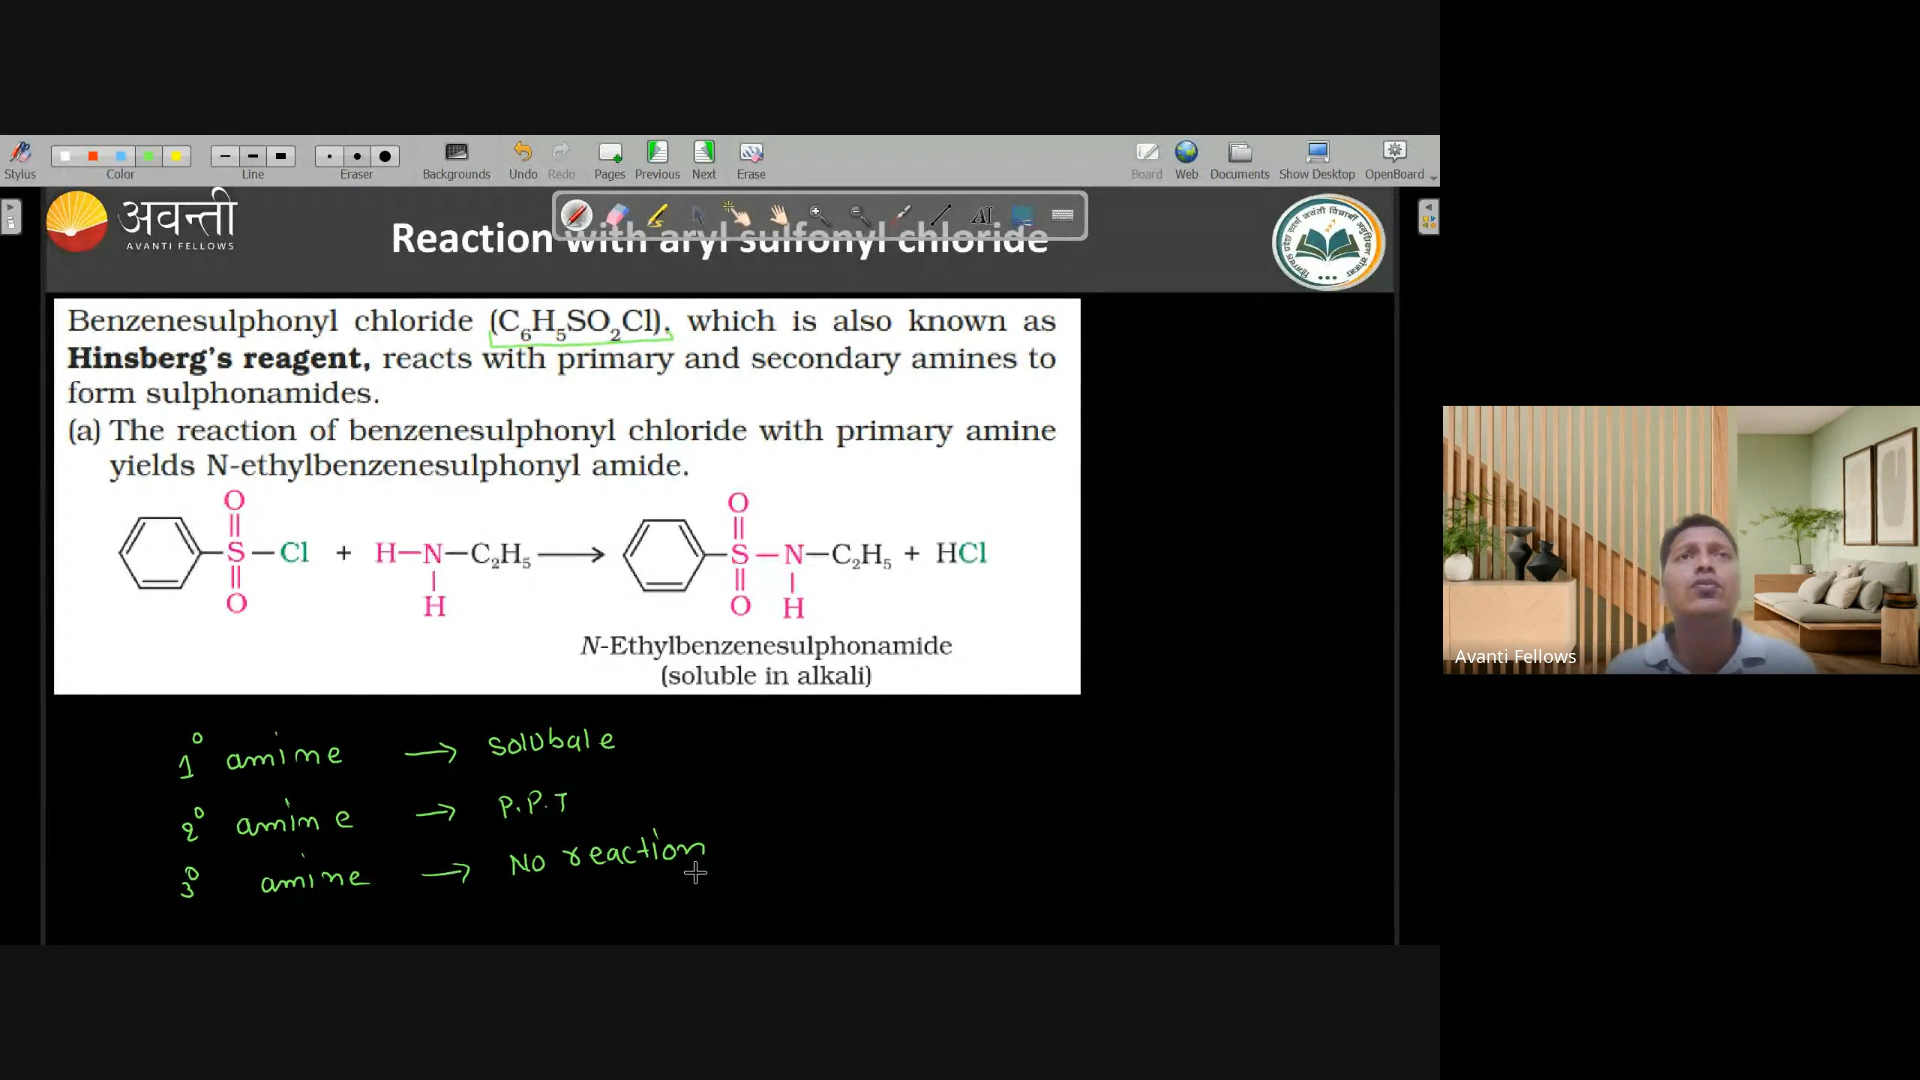 Stylus Color Line Eraser Backgrounds Undo Redo Pages Previous Next Erase Board Web Documents Show Desktop OpenBoard
अवन्ती
AVANTI FELLOWS
Reaction with aryl sulfonyl chloride
Benzenesulphonyl chloride (C₆H₅SO₂Cl), which is also known as
Hinsberg's reagent, reacts with primary and secondary amines to
form sulphonamides.
(a) The reaction of benzenesulphonyl chloride with primary amine
yields N-ethylbenzenesulphonyl amide.
O O
S — Cl + H—N—C₂H₅ ⟶ S—N—C₂H₅ + HCl
O H O H
N-Ethylbenzenesulphonamide
(soluble in alkali)
1° amine → solubale
2° amine → P.P.T
3° amine → No reaction
Avanti Fellows